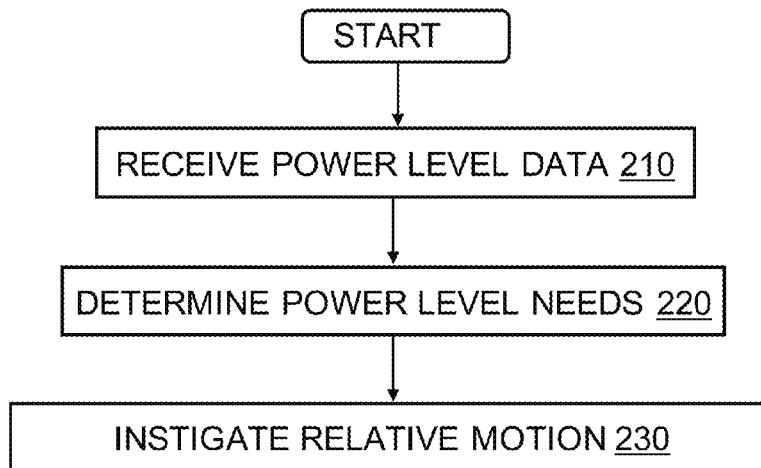 START
RECEIVE POWER LEVEL DATA 210
DETERMINE POWER LEVEL NEEDS 220
INSTIGATE RELATIVE MOTION 230